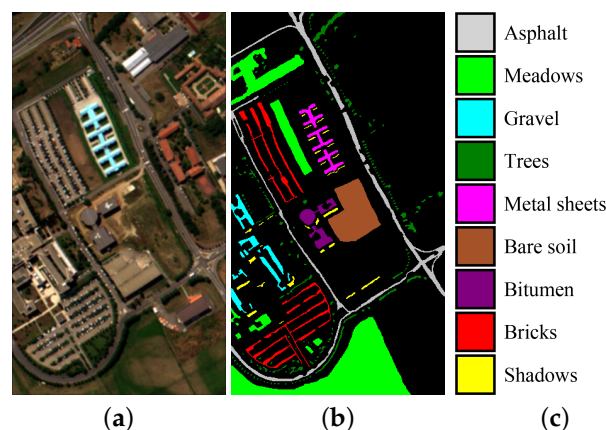 Asphalt
Meadows
Gravel
Trees
Metal sheets
Bare soil
Bitumen
Bricks
Shadows
(a) (b) (c)